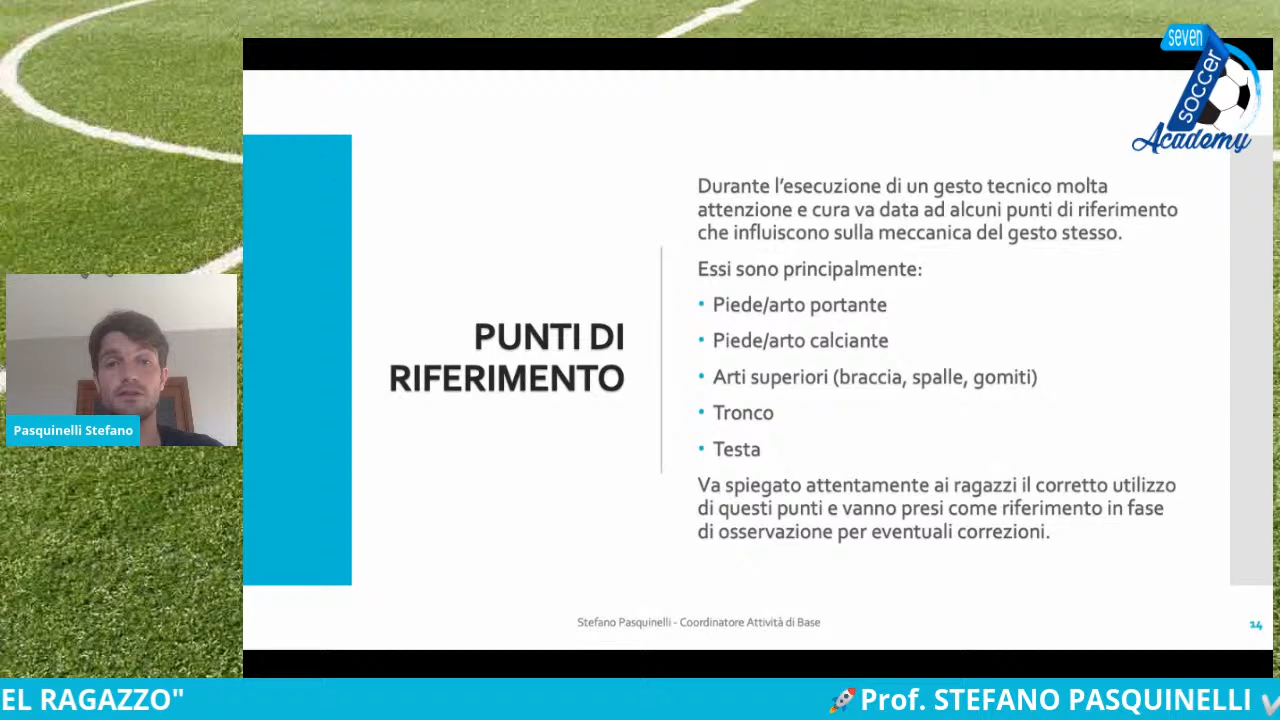 seven
SOCCER
Academy
Durante l'esecuzione di un gesto tecnico molta
attenzione e cura va data ad alcuni punti di riferimento
che influiscono sulla meccanica del gesto stesso.
Essi sono principalmente:
• Piede/arto portante
• Piede/arto calciante
• Arti superiori (braccia, spalle, gomiti)
• Tronco
• Testa
Va spiegato attentamente ai ragazzi il corretto utilizzo
di questi punti e vanno presi come riferimento in fase
di osservazione per eventuali correzioni.
PUNTI DI
RIFERIMENTO
Pasquinelli Stefano
Stefano Pasquinelli - Coordinatore Attività di Base
14
EL RAGAZZO"
🚀Prof. STEFANO PASQUINELLI ✔